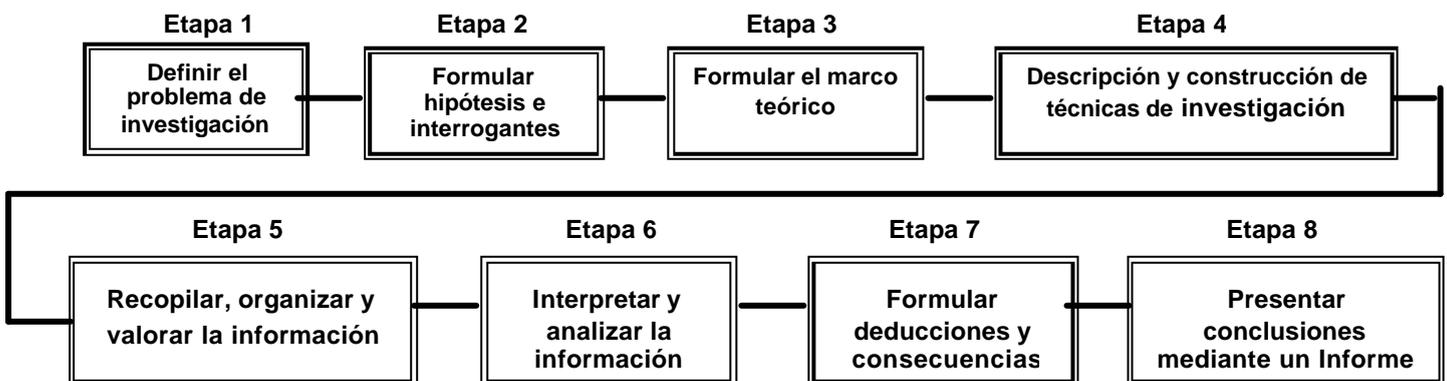 Etapa 1
Definir el
problema de
investigación
Etapa 2
Formular
hipótesis e
interrogantes
Etapa 3
Formular el marco
teórico
Etapa 4
Descripción y construcción de
técnicas de investigación
Etapa 5
Recopilar, organizar y
valorar la información
Etapa 6
Interpretar y
analizar la
información
Etapa 7
Formular
deducciones y
consecuencias
Etapa 8
Presentar
conclusiones
mediante un Informe